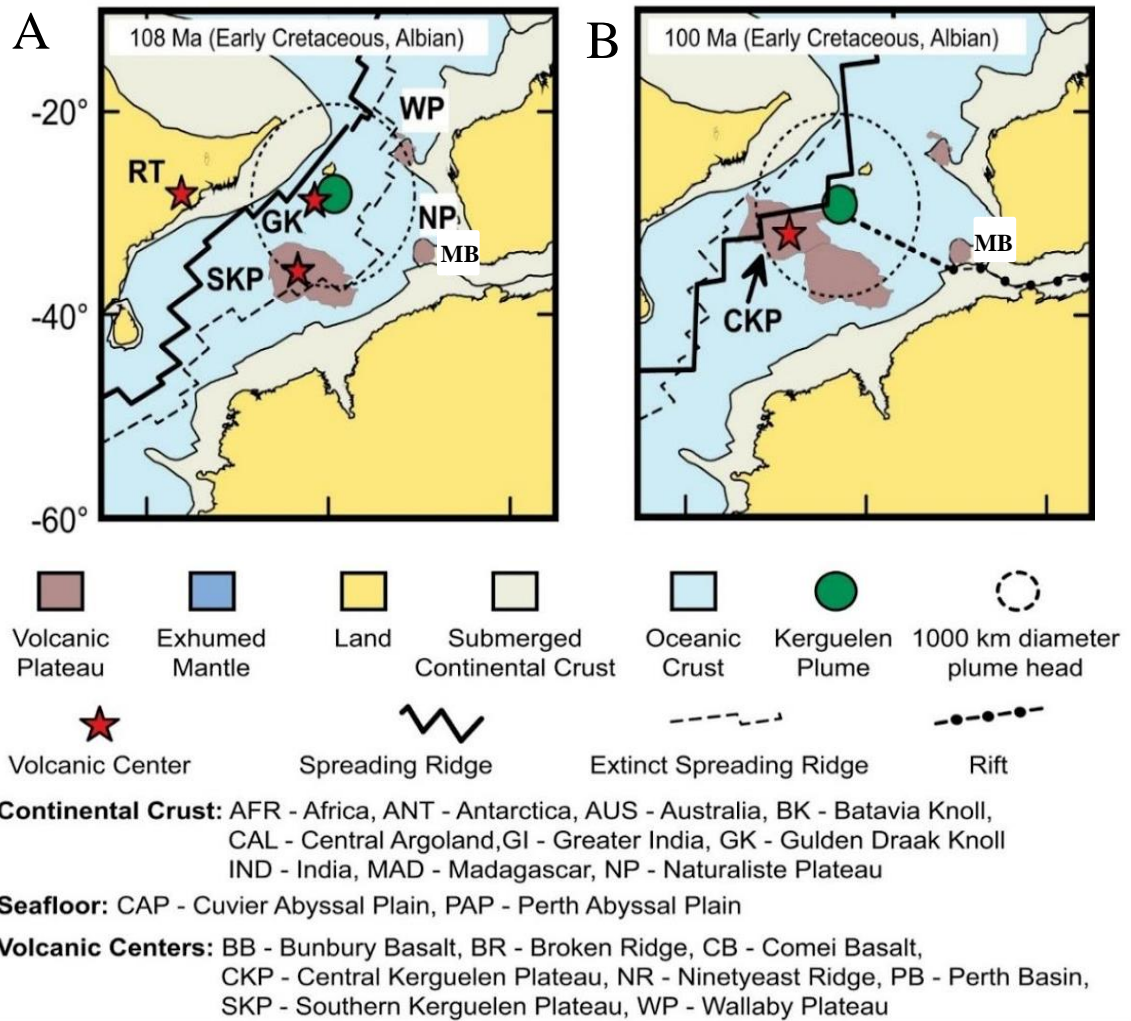 A
B
108 Ma (Early Cretaceous, Albian)
100 Ma (Early Cretaceous, Albian)
-20°
WP
RT
GK
NP
MB
MB
SKP
-40°
CKP
-60°
Volcanic Plateau
Exhumed Mantle
Land
Submerged Continental Crust
Oceanic Crust
Kerguelen Plume
1000 km diameter plume head
Volcanic Center
Spreading Ridge
Extinct Spreading Ridge
Rift
Continental Crust: AFR - Africa, ANT - Antarctica, AUS - Australia, BK - Batavia Knoll,
CAL - Central Argoland,GI - Greater India, GK - Gulden Draak Knoll
IND - India, MAD - Madagascar, NP - Naturaliste Plateau
Seafloor: CAP - Cuvier Abyssal Plain, PAP - Perth Abyssal Plain
Volcanic Centers: BB - Bunbury Basalt, BR - Broken Ridge, CB - Comei Basalt,
CKP - Central Kerguelen Plateau, NR - Ninetyeast Ridge, PB - Perth Basin,
SKP - Southern Kerguelen Plateau, WP - Wallaby Plateau